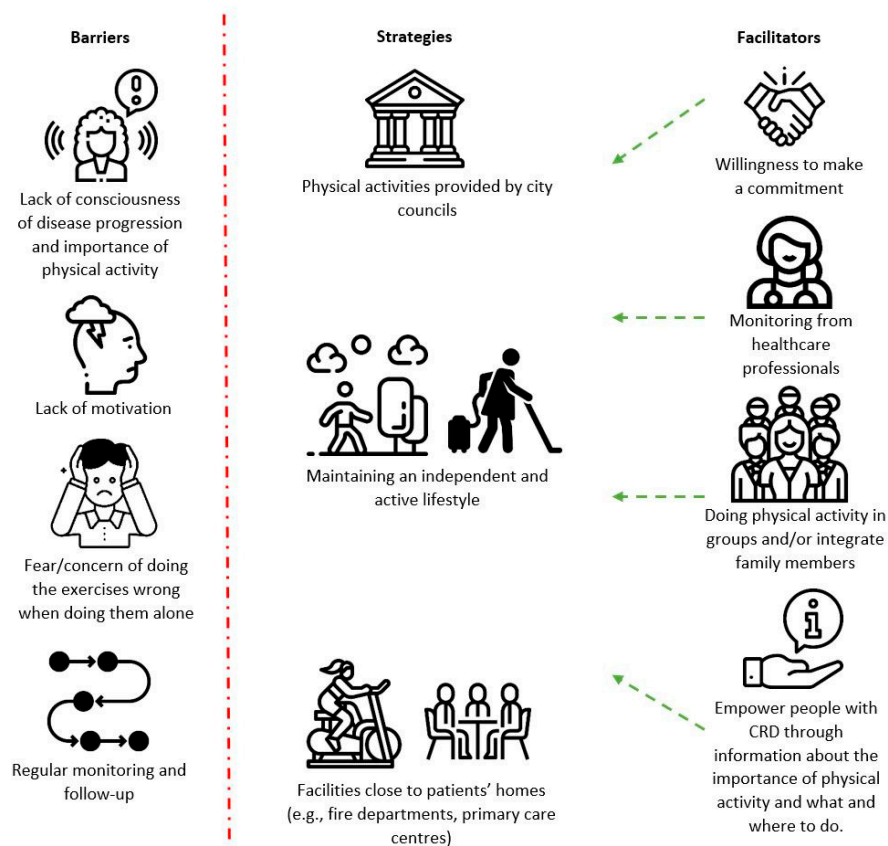 Barriers
Lack of consciousness
of disease progression
and importance of
physical activity
Lack of motivation
Fear/concern of doing
the exercises wrong
when doing them alone
Regular monitoring and
follow-up
Strategies
Physical activities provided by city
councils
Maintaining an independent and
active lifestyle
Facilities close to patients' homes
(e.g., fire departments, primary care
centres)
Facilitators
Willingness to make
a commitment
Monitoring from
healthcare
professionals
Doing physical activity in
groups and/or integrate
family members
Empower people with
CRD through
information about the
importance of physical
activity and what and
where to do.